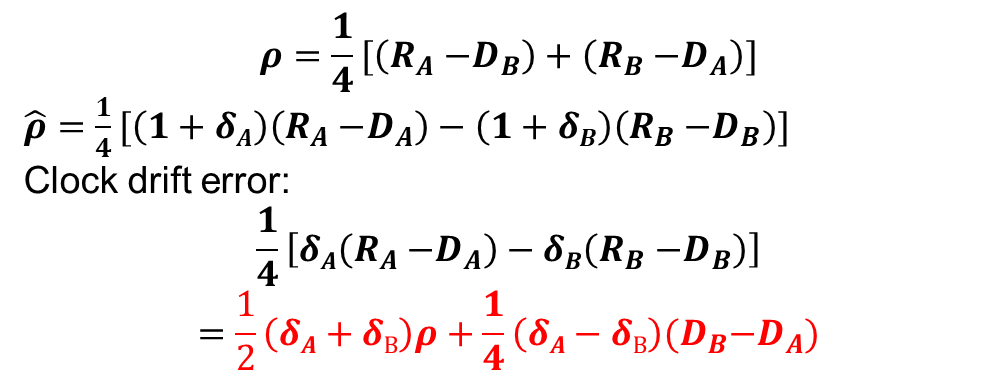 ρ = 1/4 [(R_A − D_B) + (R_B − D_A)]
ρ̂ = 1/4 [(1 + δ_A)(R_A − D_A) − (1 + δ_B)(R_B − D_B)]
Clock drift error:
1/4 [δ_A(R_A − D_A) − δ_B(R_B − D_B)]
= 1/2 (δ_A + δ_B)ρ + 1/4 (δ_A − δ_B)(D_B − D_A)